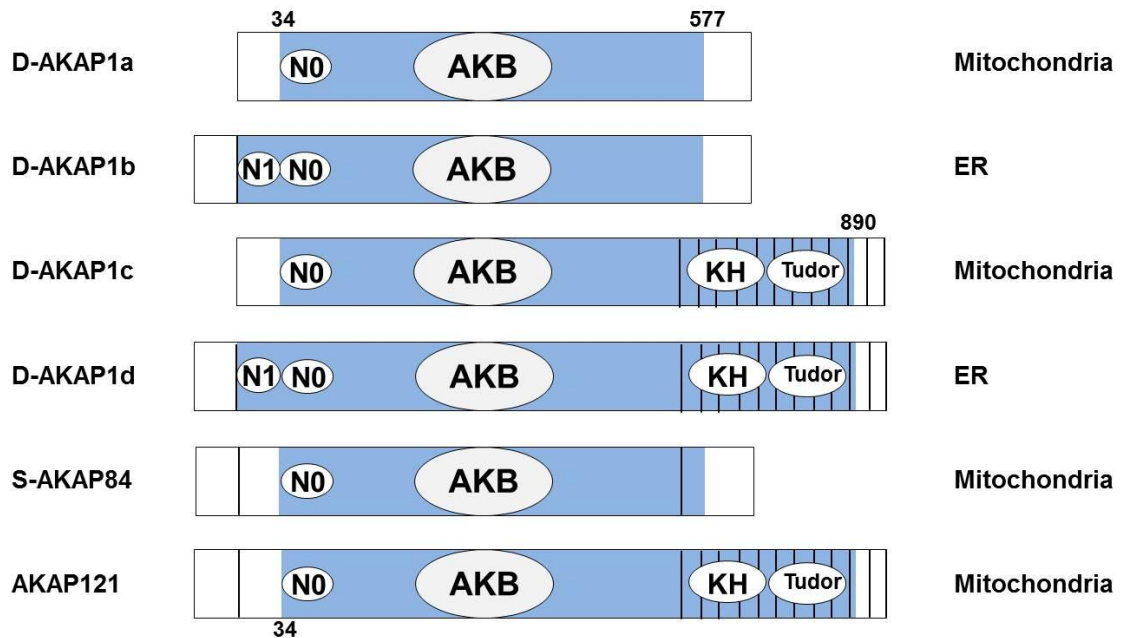 34 577
D-AKAP1a N0 AKB Mitochondria
D-AKAP1b N1 N0 AKB ER
890
D-AKAP1c N0 AKB KH Tudor Mitochondria
D-AKAP1d N1 N0 AKB KH Tudor ER
S-AKAP84 N0 AKB Mitochondria
AKAP121 N0 AKB KH Tudor Mitochondria
34